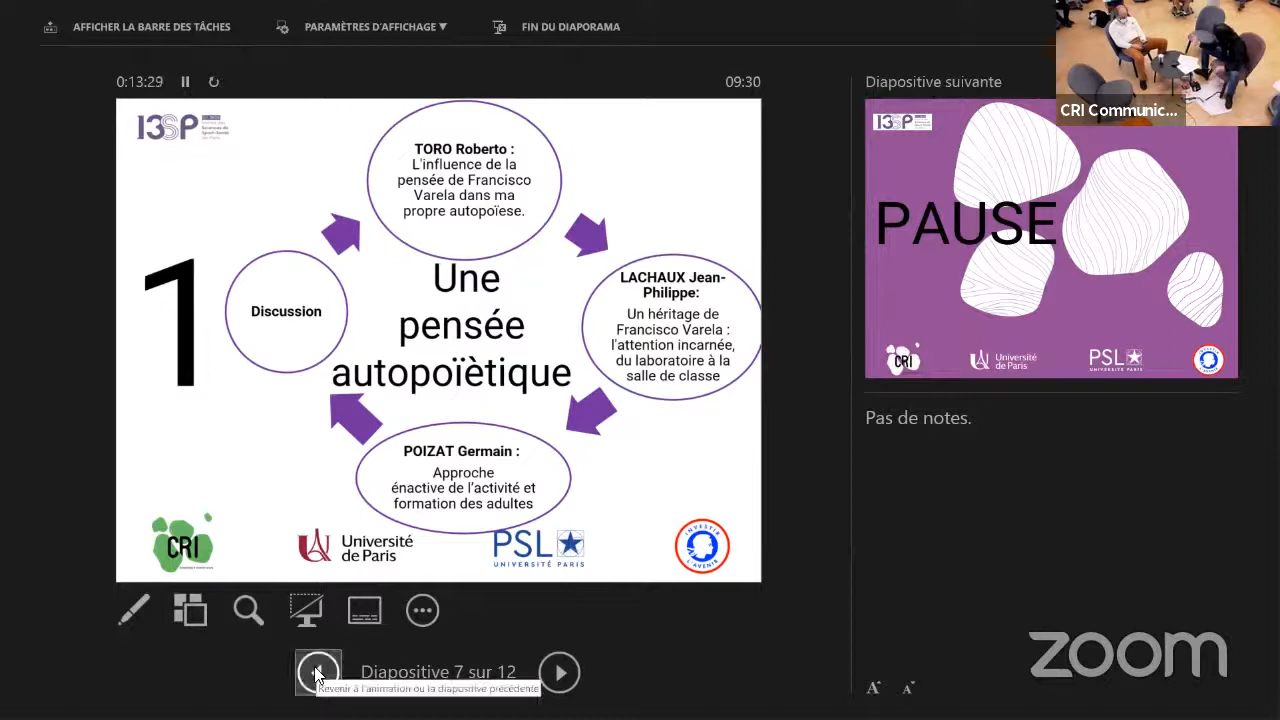 AFFICHER LA BARRE DES TÂCHES
PARAMÈTRES D'AFFICHAGE ▼
FIN DU DIAPORAMA
0:13:29
09:30
Diapositive suivante
CRI Communic...
I3SP
TORO Roberto :
L'influence de la
pensée de Francisco
Varela dans ma
propre autopoïese.
LACHAUX Jean-
Philippe:
Un héritage de
Francisco Varela :
l'attention incarnée,
du laboratoire à la
salle de classe
POIZAT Germain :
Approche
énactive de l'activité et
formation des adultes
Discussion
1
Une
pensée
autopoïètique
CRI
Université
de Paris
PSL
UNIVERSITÉ PARIS
INVESTIR
L'AVENIR
I3SP
PAUSE
CRI
Université
de Paris
PSL
Pas de notes.
Diapositive 7 sur 12
Revenir à l'animation ou la diapositive précédente
A A
zoom